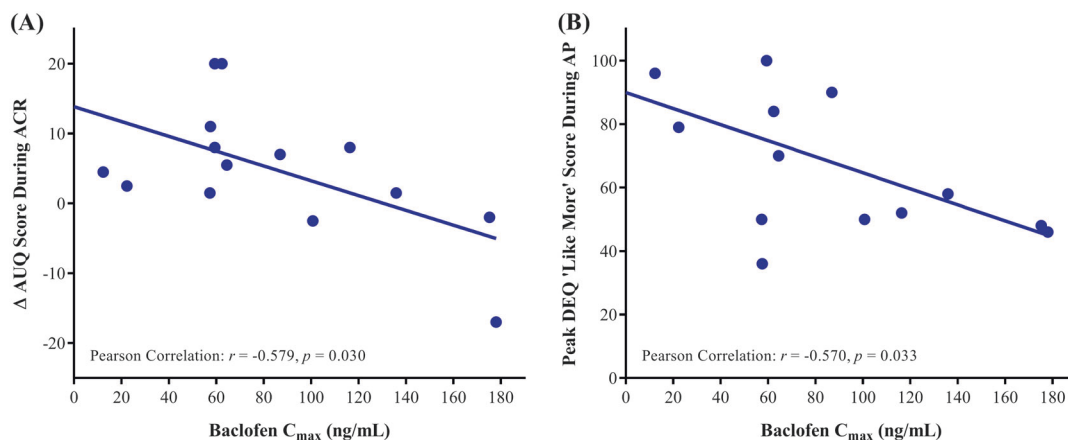 (A)
Δ AUQ Score During ACR
20
10
0
-10
-20
Pearson Correlation: r = -0.579, p = 0.030
0 20 40 60 80 100 120 140 160 180
Baclofen Cmax (ng/mL)
(B)
Peak DEQ 'Like More' Score During AP
100
80
60
40
20
0
Pearson Correlation: r = -0.570, p = 0.033
0 20 40 60 80 100 120 140 160 180
Baclofen Cmax (ng/mL)